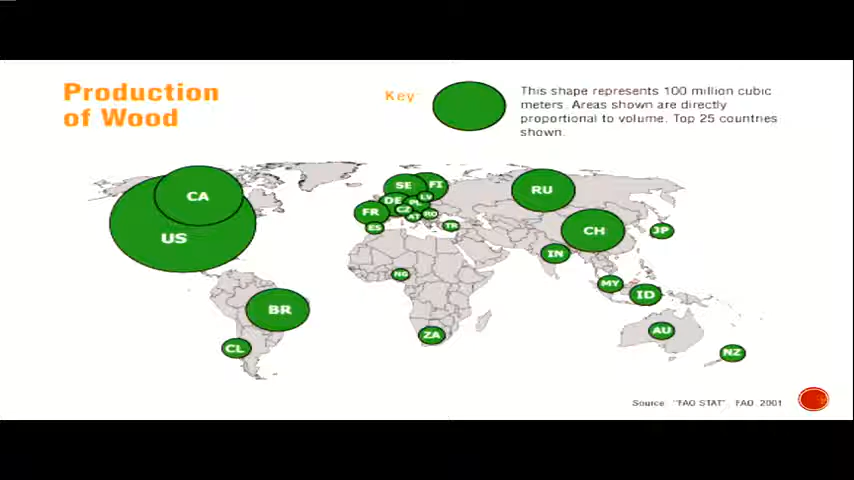 Production
of Wood
Key:
This shape represents 100 million cubic
meters. Areas shown are directly
proportional to volume. Top 25 countries
shown.
CA
US
SE
FI
RU
DE
PL
LV
FR
CZ
AT
RO
ES
TR
CH
JP
IN
NG
MY
ID
BR
CL
ZA
AU
NZ
Source: "FAO STAT", FAO, 2001